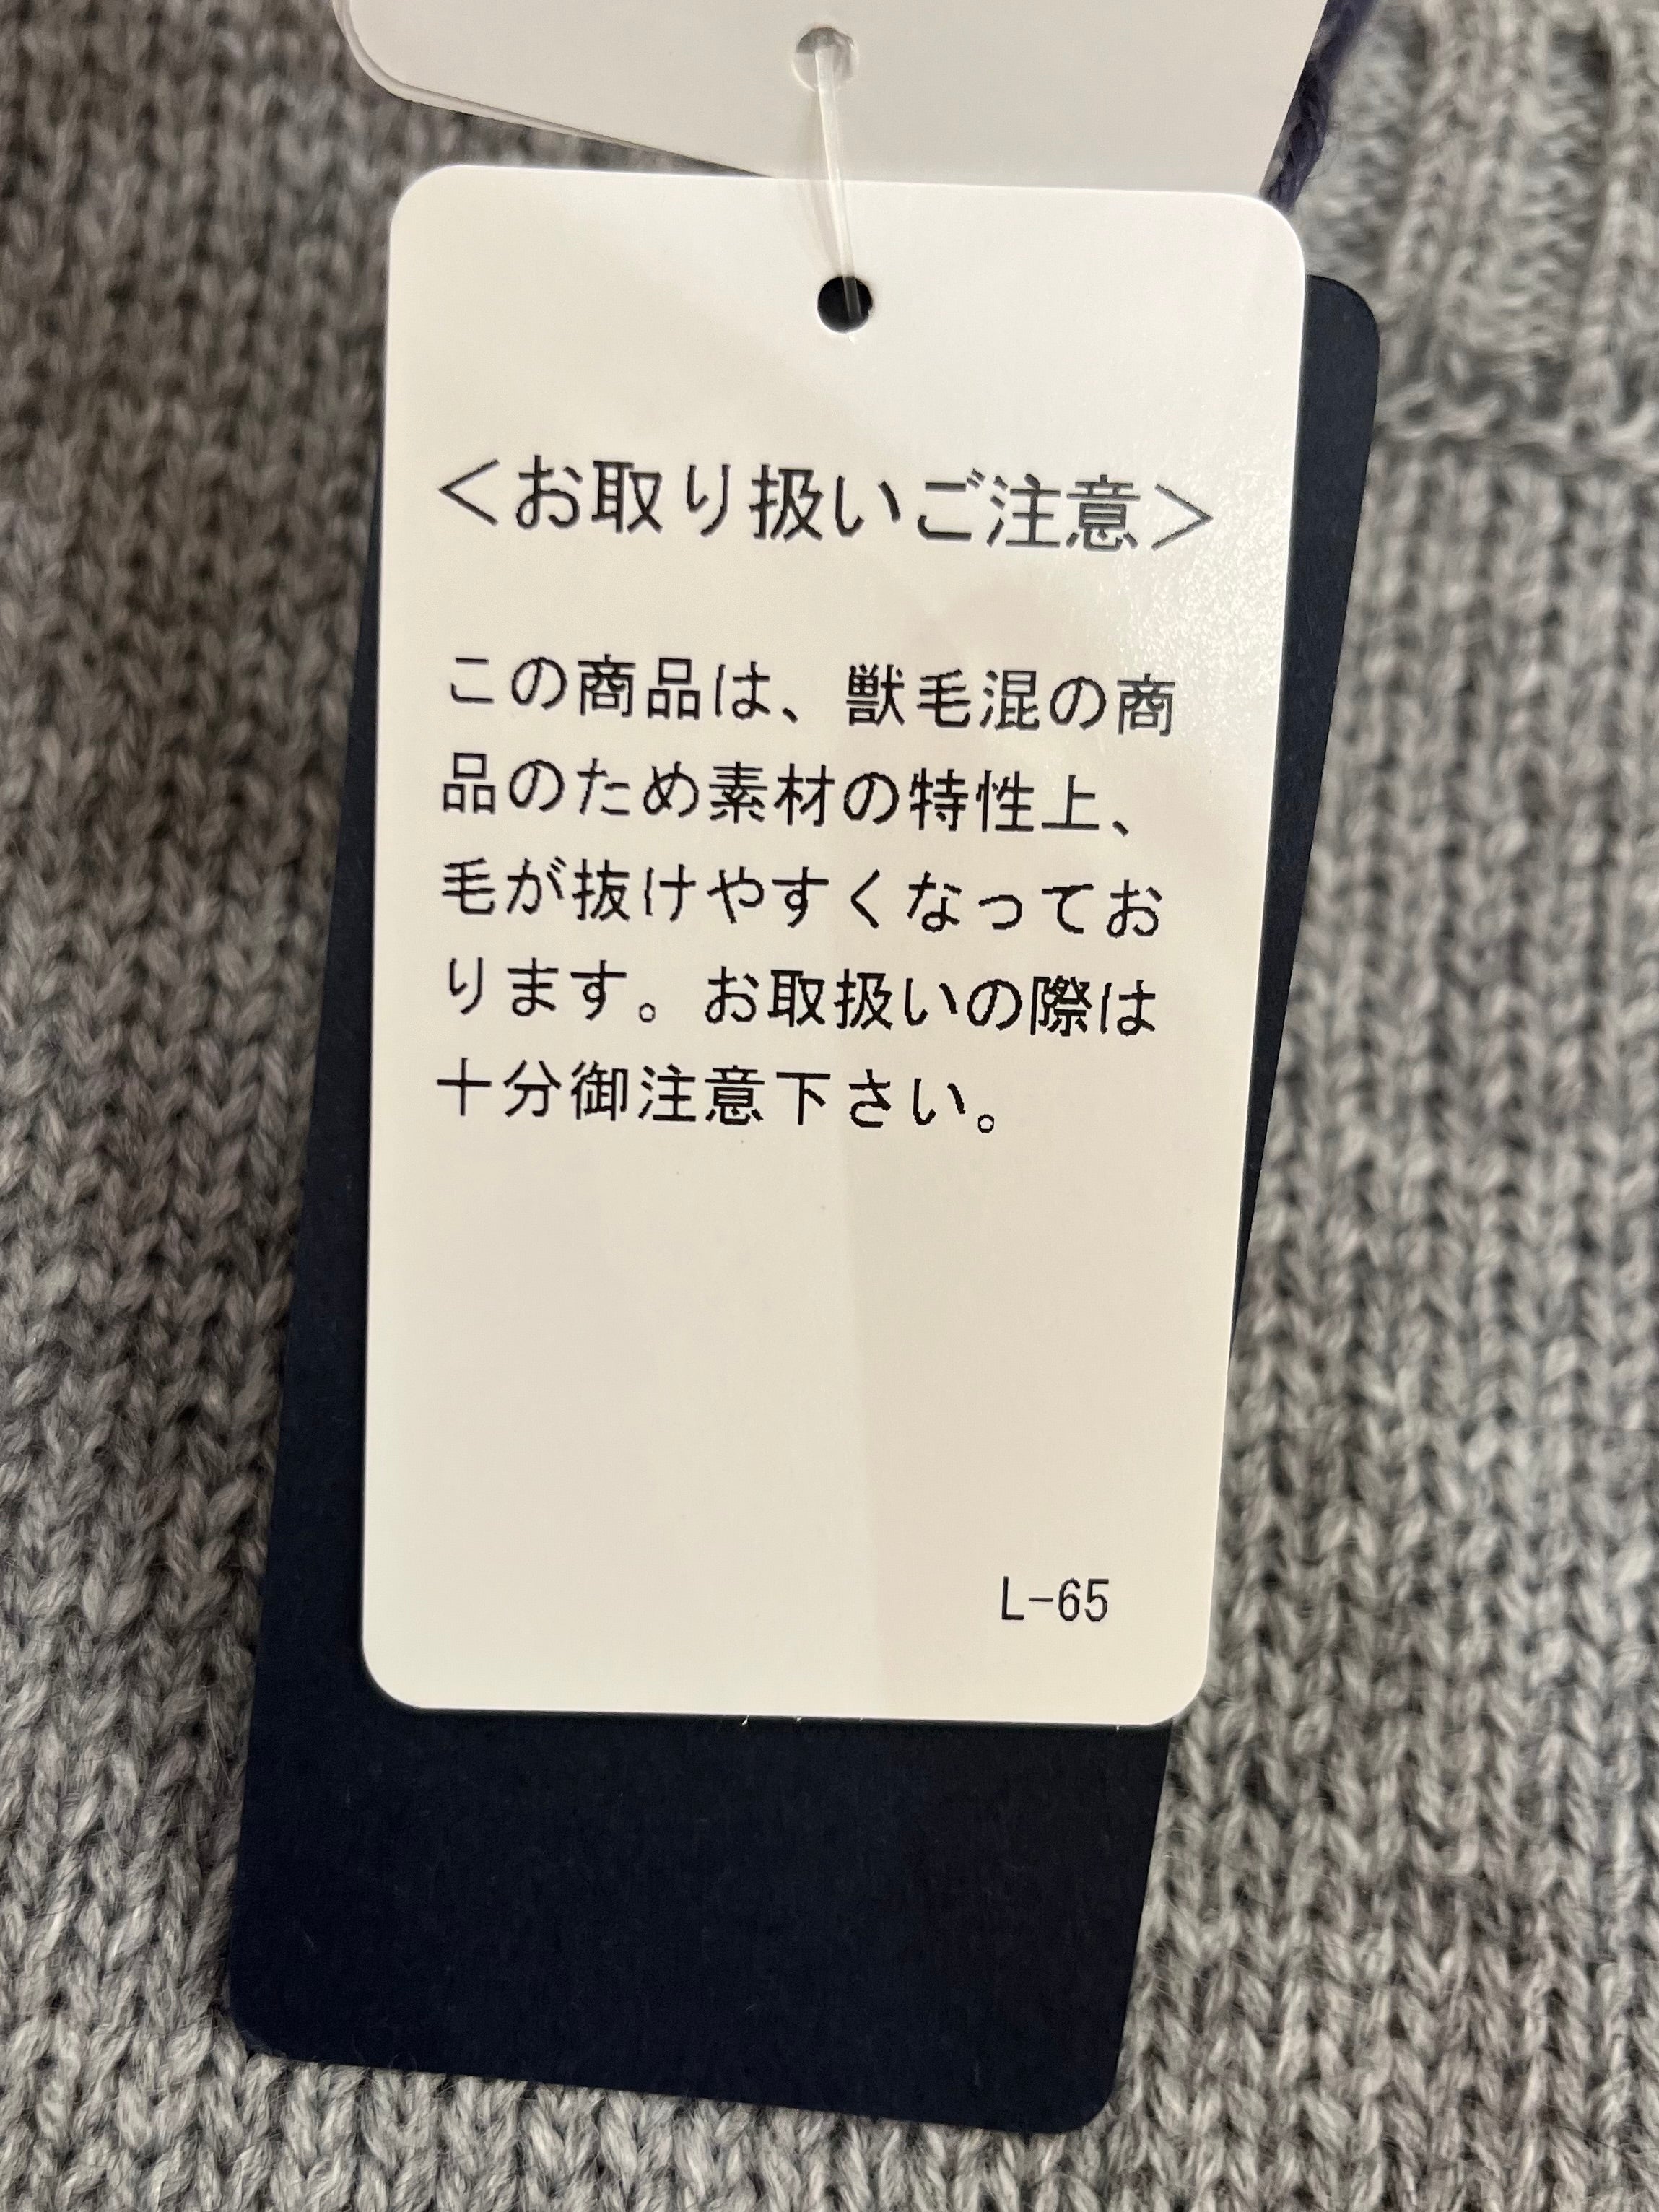 ＜お取り扱いご注意＞
この商品は、獣毛混の商
品のため素材の特性上、
毛が抜けやすくなってお
ります。お取扱いの際は
十分御注意下さい。
L-65